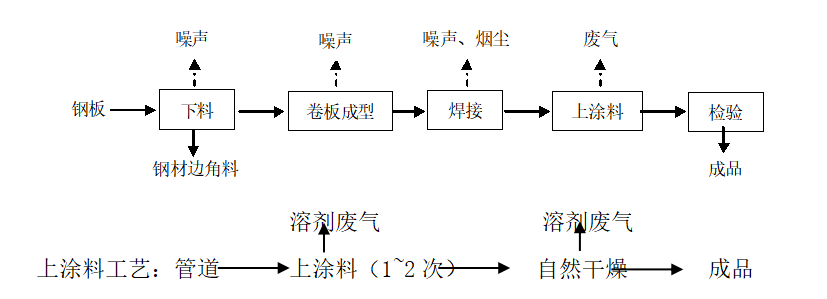 噪声 噪声 噪声、烟尘 废气
钢板 下料 卷板成型 焊接 上涂料 检验
钢材边角料 成品
溶剂废气 溶剂废气
上涂料工艺：管道 上涂料（1~2次） 自然干燥 成品